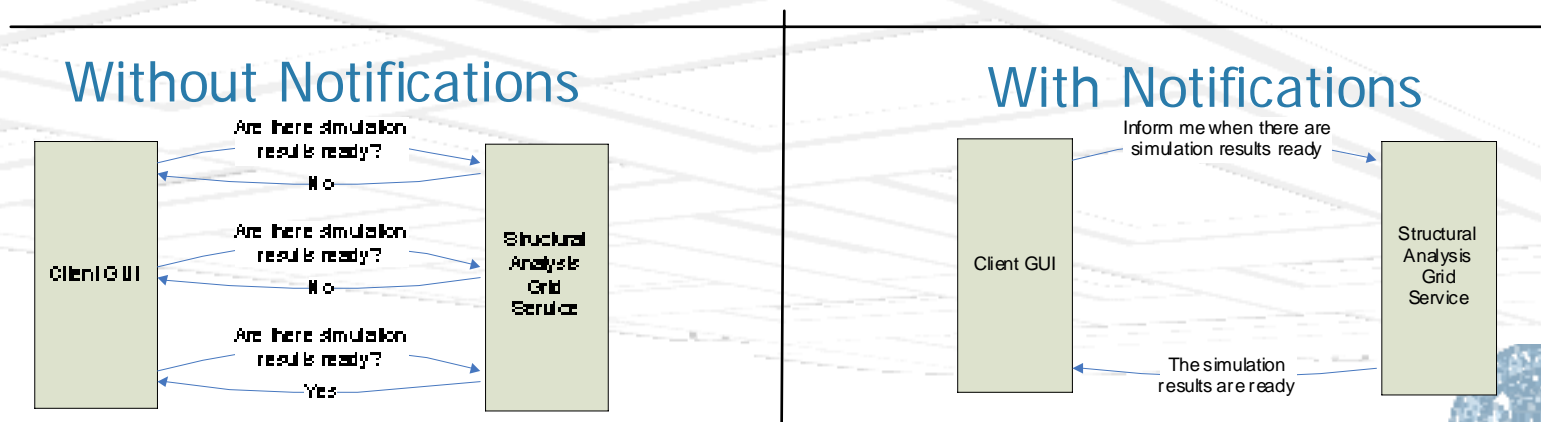 Without Notifications
Are there simulation
results ready?
No
Client GUI
Are there simulation
results ready?
No
Structural
Analysis
Grid
Service
Are there simulation
results ready?
Yes
With Notifications
Inform me when there are
simulation results ready
Client GUI
Structural
Analysis
Grid
Service
The simulation
results are ready